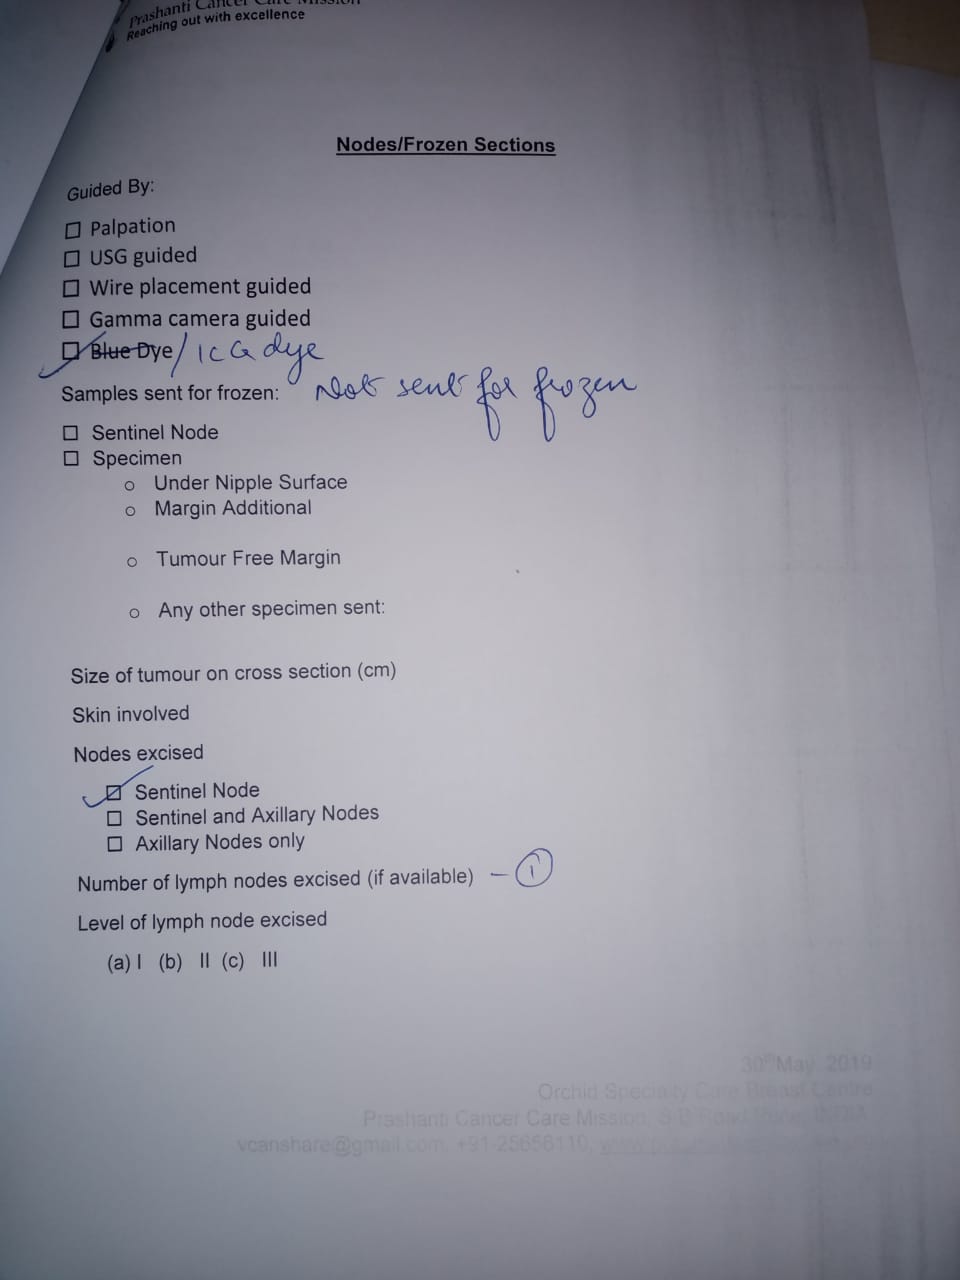 Prashanti Cancer Care Mission
Reaching out with excellence
Nodes/Frozen Sections
Guided By:
☐ Palpation
☐ USG guided
☐ Wire placement guided
☐ Gamma camera guided
☑ Blue Dye/ ICG dye
Samples sent for frozen: Not sent for frozen
☐ Sentinel Node
☐ Specimen
o Under Nipple Surface
o Margin Additional
o Tumour Free Margin
o Any other specimen sent:
Size of tumour on cross section (cm)
Skin involved
Nodes excised
☑ Sentinel Node
☐ Sentinel and Axillary Nodes
☐ Axillary Nodes only
Number of lymph nodes excised (if available) – 1
Level of lymph node excised
(a) I (b) II (c) III
30th May, 2019
Orchid Specialty Care Breast Centre
Prashanti Cancer Care Mission,
vcanshare@gmail.com, +91-25656110,